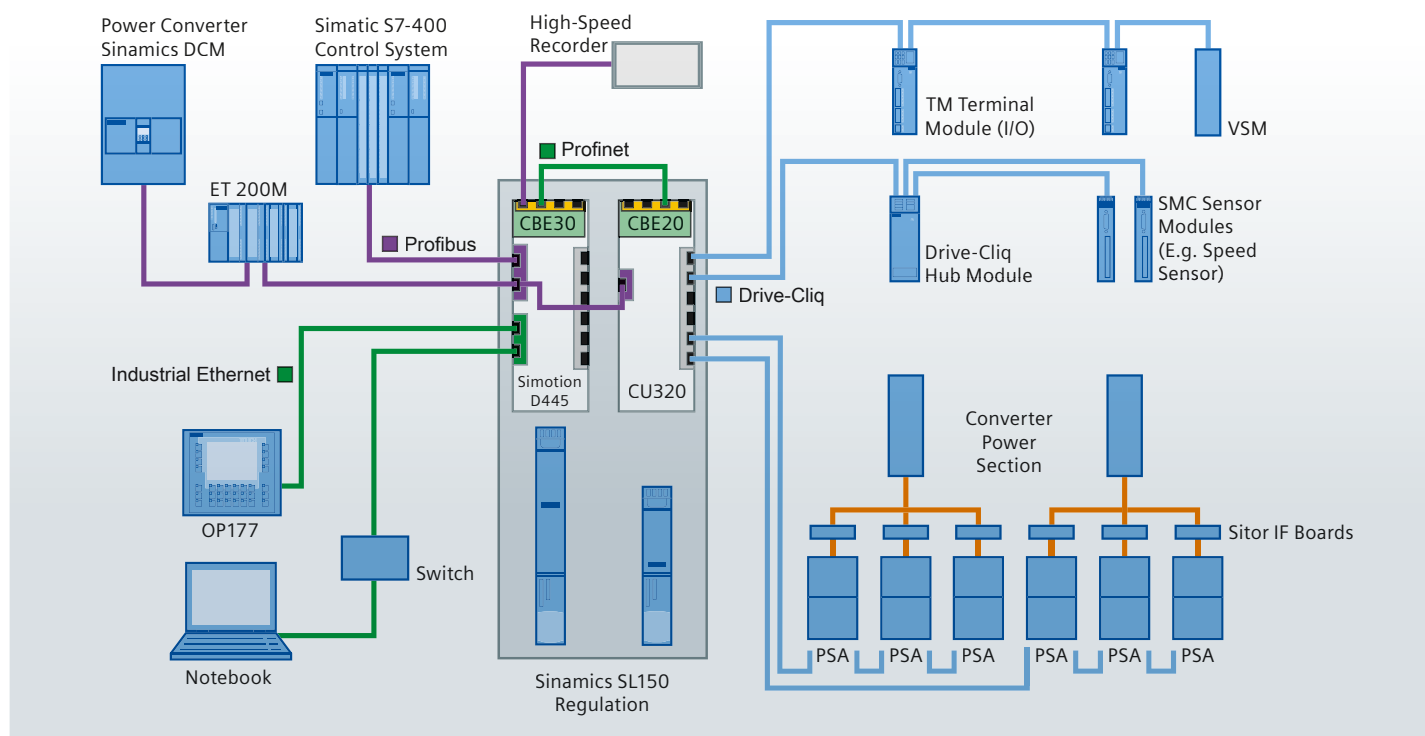 Power Converter
Sinamics DCM
Simatic S7-400
Control System
High-Speed
Recorder
TM Terminal
Module (I/O)
VSM
Profinet
ET 200M
CBE30
CBE20
Profibus
SMC Sensor
Modules
(E.g. Speed
Sensor)
Drive-Cliq
Hub Module
Drive-Cliq
Industrial Ethernet
Simotion
D445
CU320
Converter
Power
Section
OP177
Sitor IF Boards
Switch
Notebook
PSA
PSA
PSA
PSA
PSA
PSA
Sinamics SL150
Regulation